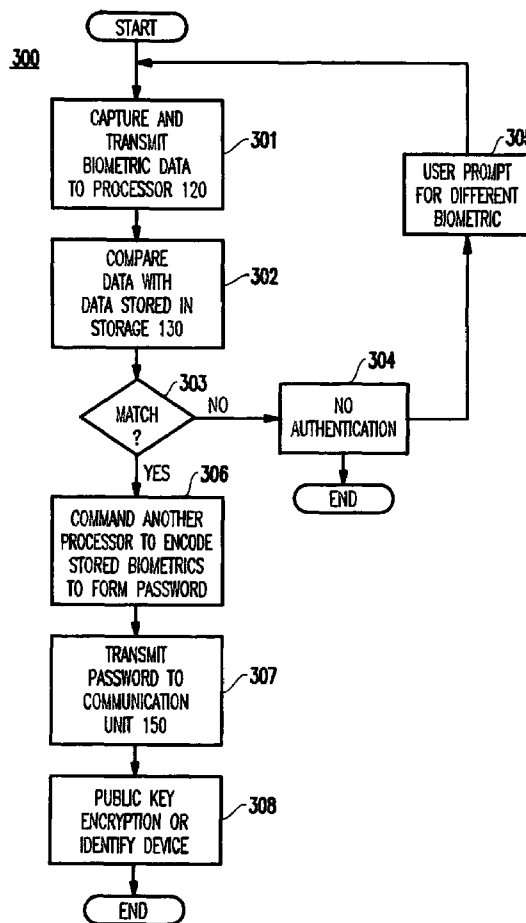 START
300
CAPTURE AND
TRANSMIT
BIOMETRIC DATA
TO PROCESSOR 120
301
305
USER PROMPT
FOR DIFFERENT
BIOMETRIC
COMPARE
DATA WITH
DATA STORED IN
STORAGE 130
302
303
MATCH
?
NO
304
NO
AUTHENTICATION
END
YES
306
COMMAND ANOTHER
PROCESSOR TO ENCODE
STORED BIOMETRICS
TO FORM PASSWORD
TRANSMIT
PASSWORD TO
COMMUNICATION
UNIT 150
307
PUBLIC KEY
ENCRYPTION OR
IDENTIFY DEVICE
308
END